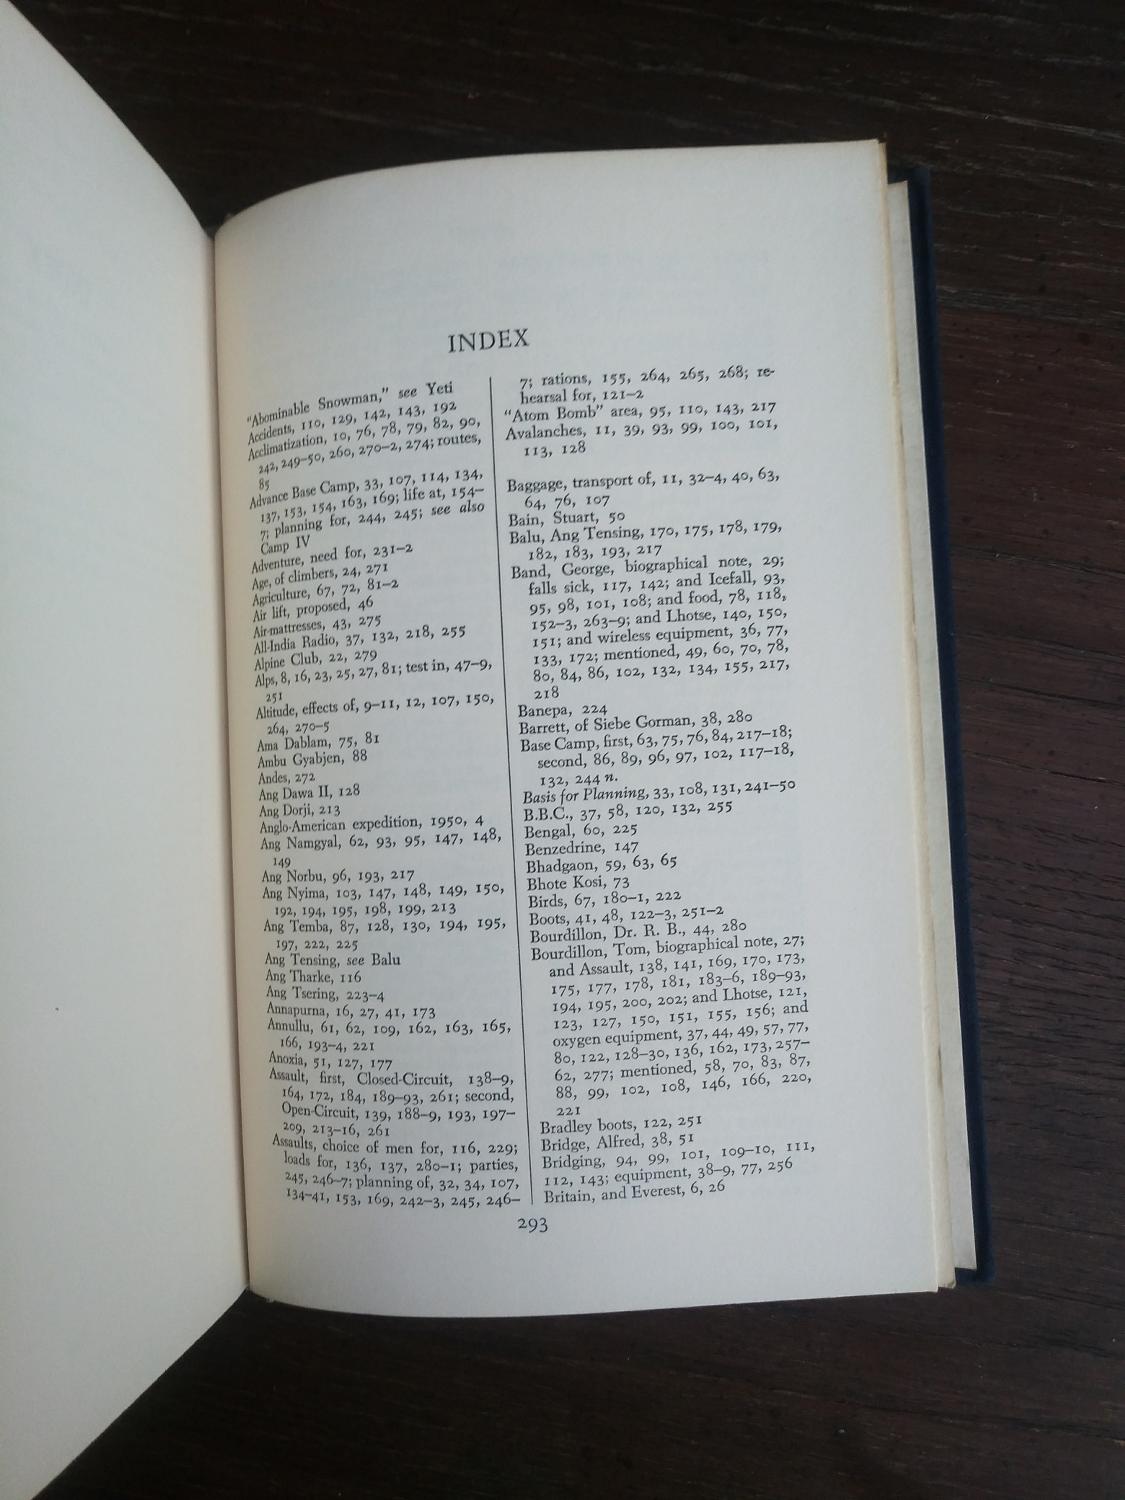 INDEX
"Abominable Snowman," see Yeti
Accidents, 110, 129, 142, 143, 192
Acclimatization, 10, 76, 78, 79, 82, 90,
242, 249–50, 260, 270–2, 274; routes,
85
Advance Base Camp, 33, 107, 114, 134,
137, 153, 154, 163, 169; life at, 154–
7; planning for, 244, 245; see also
Camp IV
Adventure, need for, 231–2
Age, of climbers, 24, 271
Agriculture, 67, 72, 81–2
Air lift, proposed, 46
Air-mattresses, 43, 275
All-India Radio, 37, 132, 218, 255
Alpine Club, 22, 279
Alps, 8, 16, 23, 25, 27, 81; test in, 47–9,
251
Altitude, effects of, 9–11, 12, 107, 150,
264, 270–5
Ama Dablam, 75, 81
Ambu Gyabjen, 88
Andes, 272
Ang Dawa II, 128
Ang Dorji, 213
Anglo-American expedition, 1950, 4
Ang Namgyal, 62, 93, 95, 147, 148,
149
Ang Norbu, 96, 193, 217
Ang Nyima, 103, 147, 148, 149, 150,
192, 194, 195, 198, 199, 213
Ang Temba, 87, 128, 130, 194, 195,
197, 222, 225
Ang Tensing, see Balu
Ang Tharke, 116
Ang Tsering, 223–4
Annapurna, 16, 27, 41, 173
Annullu, 61, 62, 109, 162, 163, 165,
166, 193–4, 221
Anoxia, 51, 127, 177
Assault, first, Closed-Circuit, 138–9,
164, 172, 184, 189–93, 261; second,
Open-Circuit, 139, 188–9, 193, 197–
209, 213–16, 261
Assaults, choice of men for, 116, 229;
loads for, 136, 137, 280–1; parties,
245, 246–7; planning of, 32, 34, 107,
134–41, 153, 169, 242–3, 245, 246–
7; rations, 155, 264, 265, 268; re-
hearsal for, 121–2
"Atom Bomb" area, 95, 110, 143, 217
Avalanches, 11, 39, 93, 99, 100, 101,
113, 128
Baggage, transport of, 11, 32–4, 40, 63,
64, 76, 107
Bain, Stuart, 50
Balu, Ang Tensing, 170, 175, 178, 179,
182, 183, 193, 217
Band, George, biographical note, 29;
falls sick, 117, 142; and Icefall, 93,
95, 98, 101, 108; and food, 78, 118,
152–3, 263–9; and Lhotse, 140, 150,
151; and wireless equipment, 36, 77,
133, 172; mentioned, 49, 60, 70, 78,
80, 84, 86, 102, 132, 134, 155, 217,
218
Banepa, 224
Barrett, of Siebe Gorman, 38, 280
Base Camp, first, 63, 75, 76, 84, 217–18;
second, 86, 89, 96, 97, 102, 117–18,
132, 244 n.
Basis for Planning, 33, 108, 131, 241–50
B.B.C., 37, 58, 120, 132, 255
Bengal, 60, 225
Benzedrine, 147
Bhadgaon, 59, 63, 65
Bhote Kosi, 73
Birds, 67, 180–1, 222
Boots, 41, 48, 122–3, 251–2
Bourdillon, Dr. R. B., 44, 280
Bourdillon, Tom, biographical note, 27;
and Assault, 138, 141, 169, 170, 173,
175, 177, 178, 181, 183–6, 189–93,
194, 195, 200, 202; and Lhotse, 121,
123, 127, 150, 151, 155, 156; and
oxygen equipment, 37, 44, 49, 57, 77,
80, 122, 128–30, 136, 162, 173, 257–
62, 277; mentioned, 58, 70, 83, 87,
88, 99, 102, 108, 146, 166, 220,
221
Bradley boots, 122, 251
Bridge, Alfred, 38, 51
Bridging, 94, 99, 101, 109–10, 111,
112, 143; equipment, 38–9, 77, 256
Britain, and Everest, 6, 26
293